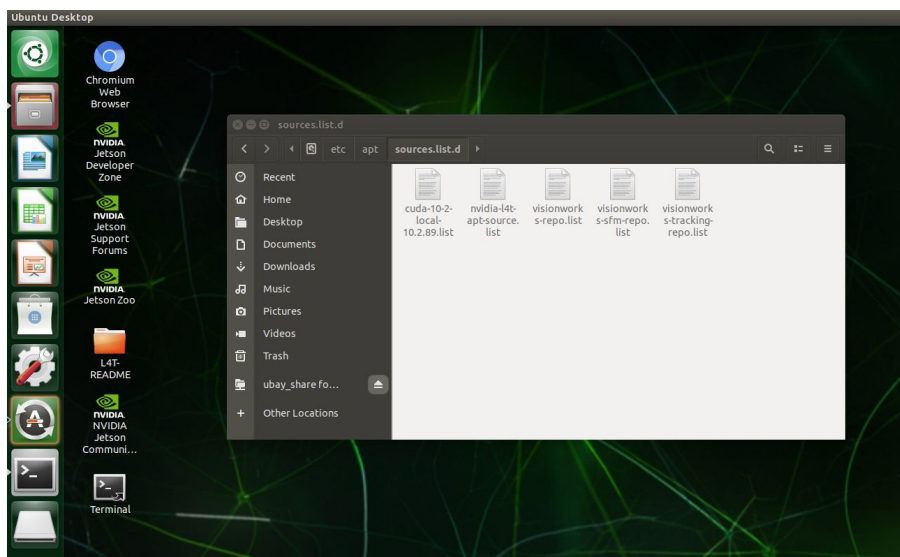 Ubuntu Desktop
Chromium
Web
Browser
NVIDIA.
Jetson
Developer
Zone
NVIDIA.
Jetson
Support
Forums
NVIDIA.
Jetson Zoo
L4T-
README
NVIDIA.
NVIDIA
Jetson
Communi...
Terminal
sources.list.d
etc
apt
sources.list.d
Recent
Home
Desktop
Documents
Downloads
Music
Pictures
Videos
Trash
ubay_share fo...
Other Locations
cuda-10-2-
local-
10.2.89.list
nvidia-l4t-
apt-source.
list
visionwork
s-repo.list
visionwork
s-sfm-repo.
list
visionwork
s-tracking-
repo.list